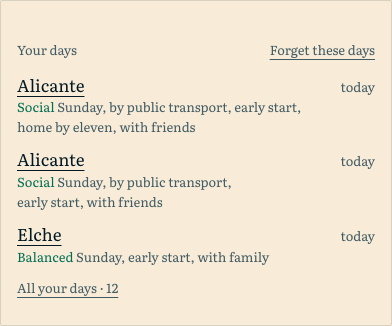 Your days Forget these days
Alicante today
Social Sunday, by public transport, early start,
home by eleven, with friends
Alicante today
Social Sunday, by public transport,
early start, with friends
Elche today
Balanced Sunday, early start, with family
All your days · 12